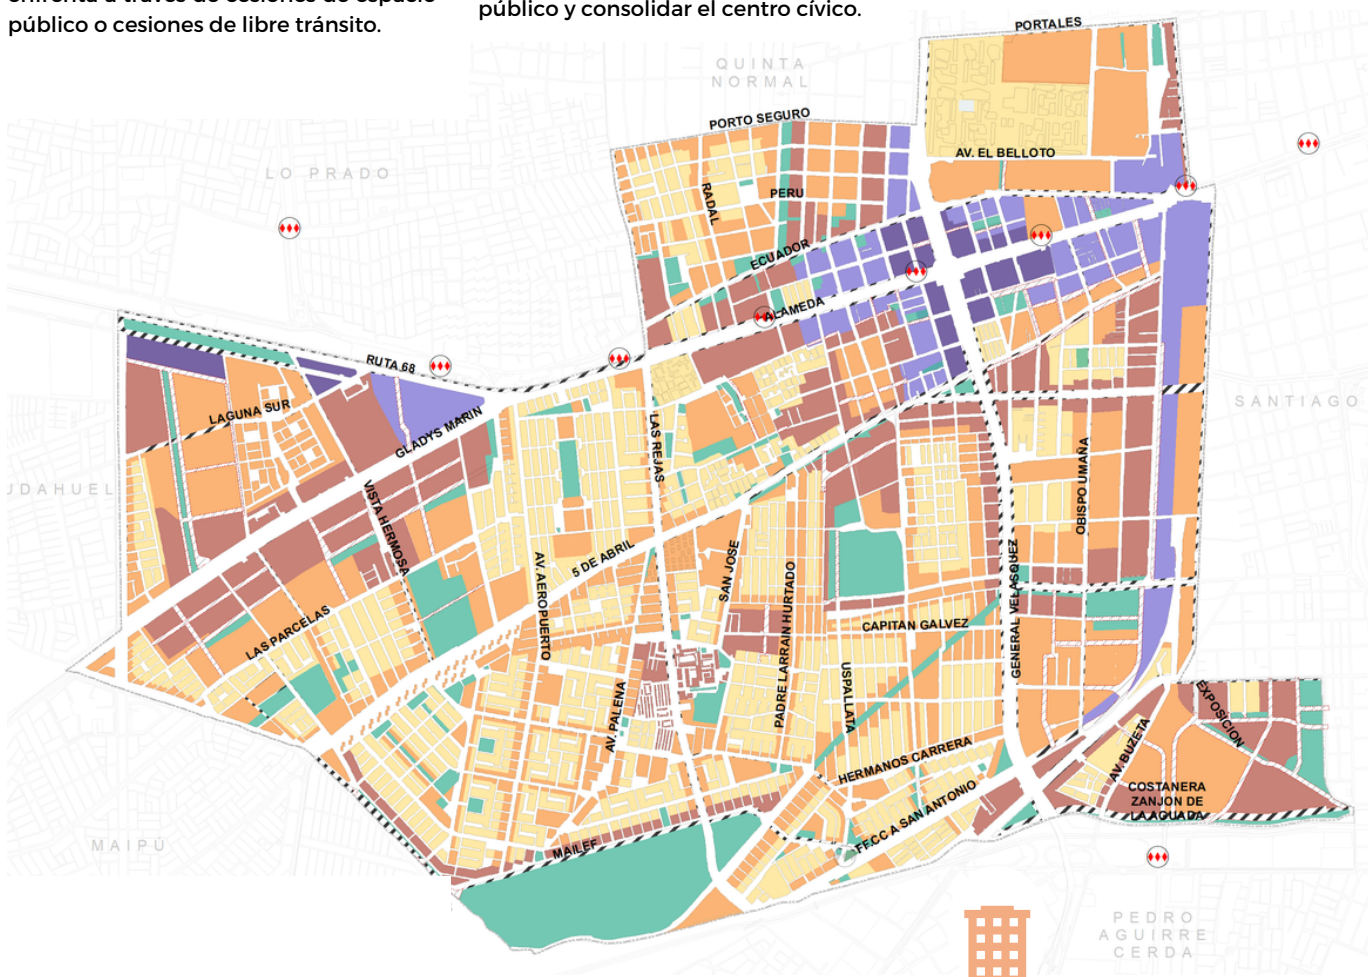 público o cesiones de libre tránsito.
público y consolidar el centro cívico.
PORTALES
QUINTA
NORMAL
PORTO SEGURO
AV. EL BELLOTO
LO PRADO
RADAL
PERU
ECUADOR
ALAMEDA
RUTA 68
LAGUNA SUR
GLADYS MARIN
LAS REJAS
SANTIAGO
UDAHUEL
VISTA HERMOSA
OBISPO UMAÑA
AV. AEROPUERTO
5 DE ABRIL
SAN JOSE
PADRE LARRAIN HURTADO
GENERAL VELASQUEZ
LAS PARCELAS
CAPITAN GALVEZ
USPALLATA
AV. PALENA
EXPOSICION
AV. BUZETA
HERMANOS CARRERA
COSTANERA
ZANJON DE
LA AGUADA
FFCC A SAN ANTONIO
MAILEF
MAIPÚ
PEDRO
AGUIRRE
CERDA